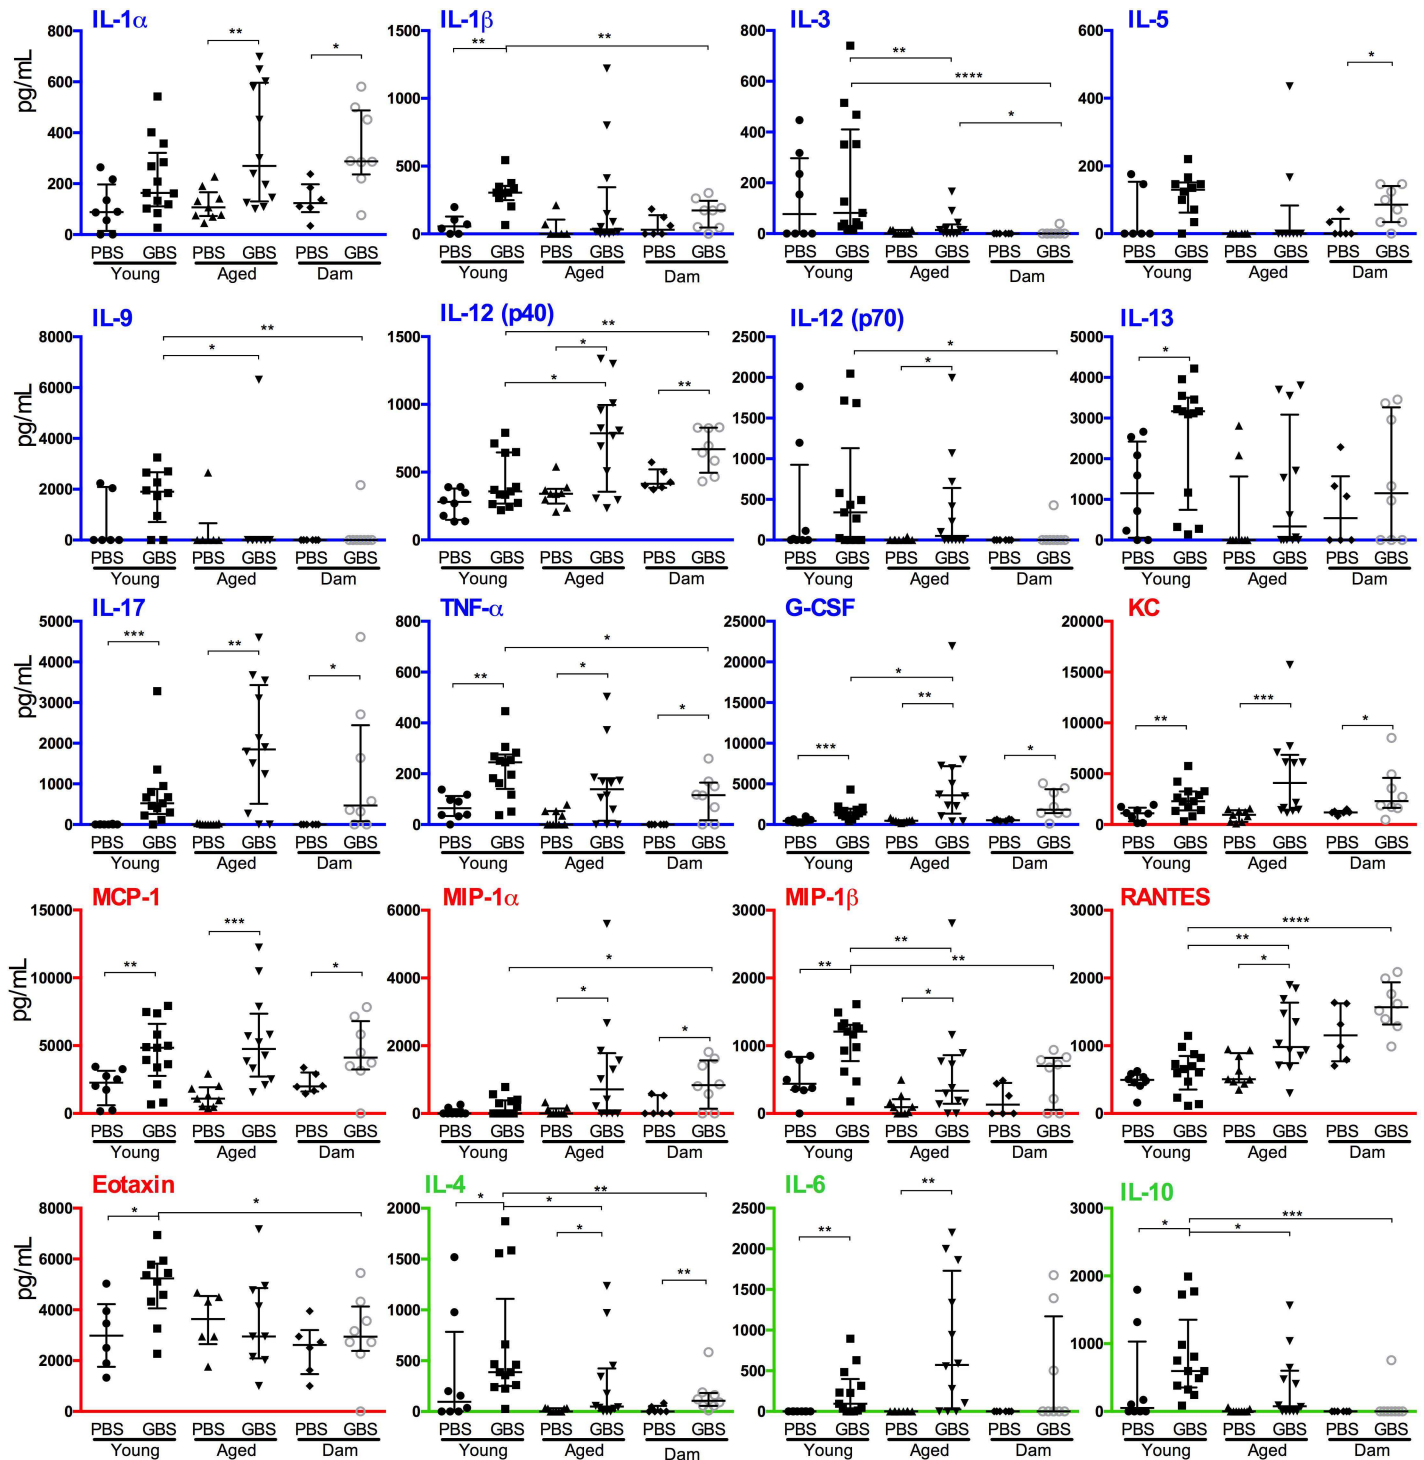 IL-1α IL-1β IL-3 IL-5
pg/mL
800 600 400 200 0
** *
PBS GBS PBS GBS PBS GBS
Young Aged Dam
1500 1000 500 0
** **
PBS GBS PBS GBS PBS GBS
Young Aged Dam
800 600 400 200 0
** **** *
PBS GBS PBS GBS PBS GBS
Young Aged Dam
600 400 200 0
*
PBS GBS PBS GBS PBS GBS
Young Aged Dam
IL-9 IL-12 (p40) IL-12 (p70) IL-13
8000 6000 4000 2000 0
** *
PBS GBS PBS GBS PBS GBS
Young Aged Dam
1500 1000 500 0
** * * **
PBS GBS PBS GBS PBS GBS
Young Aged Dam
2500 2000 1500 1000 500 0
* *
PBS GBS PBS GBS PBS GBS
Young Aged Dam
5000 4000 3000 2000 1000 0
*
PBS GBS PBS GBS PBS GBS
Young Aged Dam
IL-17 TNF-α G-CSF KC
pg/mL
5000 4000 3000 2000 1000 0
*** ** *
PBS GBS PBS GBS PBS GBS
Young Aged Dam
800 600 400 200 0
* * ** *
PBS GBS PBS GBS PBS GBS
Young Aged Dam
25000 20000 15000 10000 5000 0
* ** *** *
PBS GBS PBS GBS PBS GBS
Young Aged Dam
20000 15000 10000 5000 0
** *** *
PBS GBS PBS GBS PBS GBS
Young Aged Dam
MCP-1 MIP-1α MIP-1β RANTES
pg/mL
15000 10000 5000 0
** *** *
PBS GBS PBS GBS PBS GBS
Young Aged Dam
6000 4000 2000 0
* * *
PBS GBS PBS GBS PBS GBS
Young Aged Dam
3000 2000 1000 0
** ** ** *
PBS GBS PBS GBS PBS GBS
Young Aged Dam
3000 2000 1000 0
**** ** *
PBS GBS PBS GBS PBS GBS
Young Aged Dam
Eotaxin IL-4 IL-6 IL-10
pg/mL
8000 6000 4000 2000 0
* *
PBS GBS PBS GBS PBS GBS
Young Aged Dam
2000 1500 1000 500 0
* ** * * **
PBS GBS PBS GBS PBS GBS
Young Aged Dam
2500 2000 1500 1000 500 0
** **
PBS GBS PBS GBS PBS GBS
Young Aged Dam
3000 2000 1000 0
* *** *
PBS GBS PBS GBS PBS GBS
Young Aged Dam